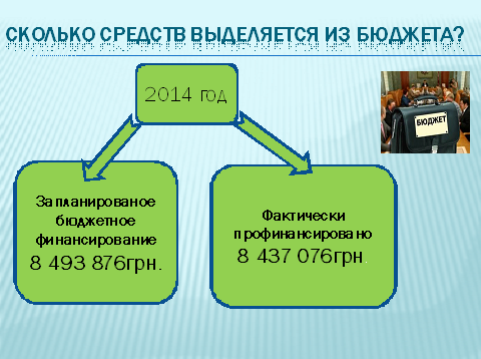 СКОЛЬКО СРЕДСТВ ВЫДЕЛЯЕТСЯ ИЗ БЮДЖЕТА?
2014 год
БЮДЖЕТ
Запланированое
бюджетное
финансирование
8 493 876грн.
Фактически
профинансировано
8 437 076грн.